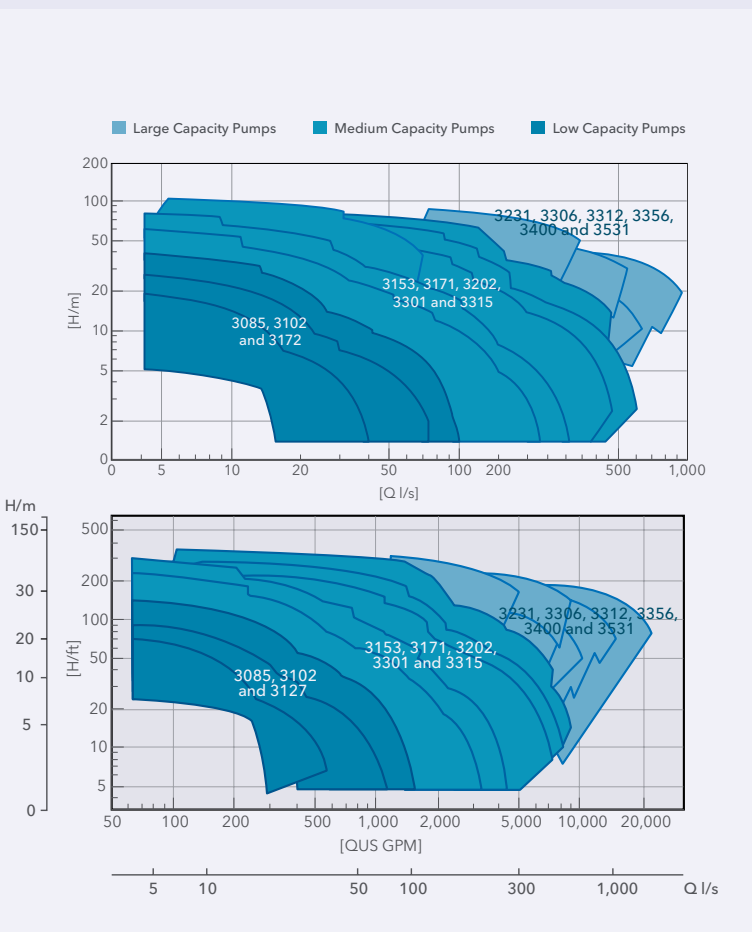 Large Capacity Pumps
Medium Capacity Pumps
Low Capacity Pumps
200
100
50
20
10
5
2
0
[H/m]
3231, 3306, 3312, 3356,
3400 and 3531
3153, 3171, 3202,
3301 and 3315
3085, 3102
and 3172
0 5 10 20 50 100 200 500 1,000
[Q l/s]
H/m
150
30
20
10
5
0
500
200
100
50
20
10
5
[H/ft]
3231, 3306, 3312, 3356,
3400 and 3531
3153, 3171, 3202,
3301 and 3315
3085, 3102
and 3127
50 100 200 500 1,000 2,000 5,000 10,000 20,000
[QUS GPM]
5 10 50 100 300 1,000 Q l/s